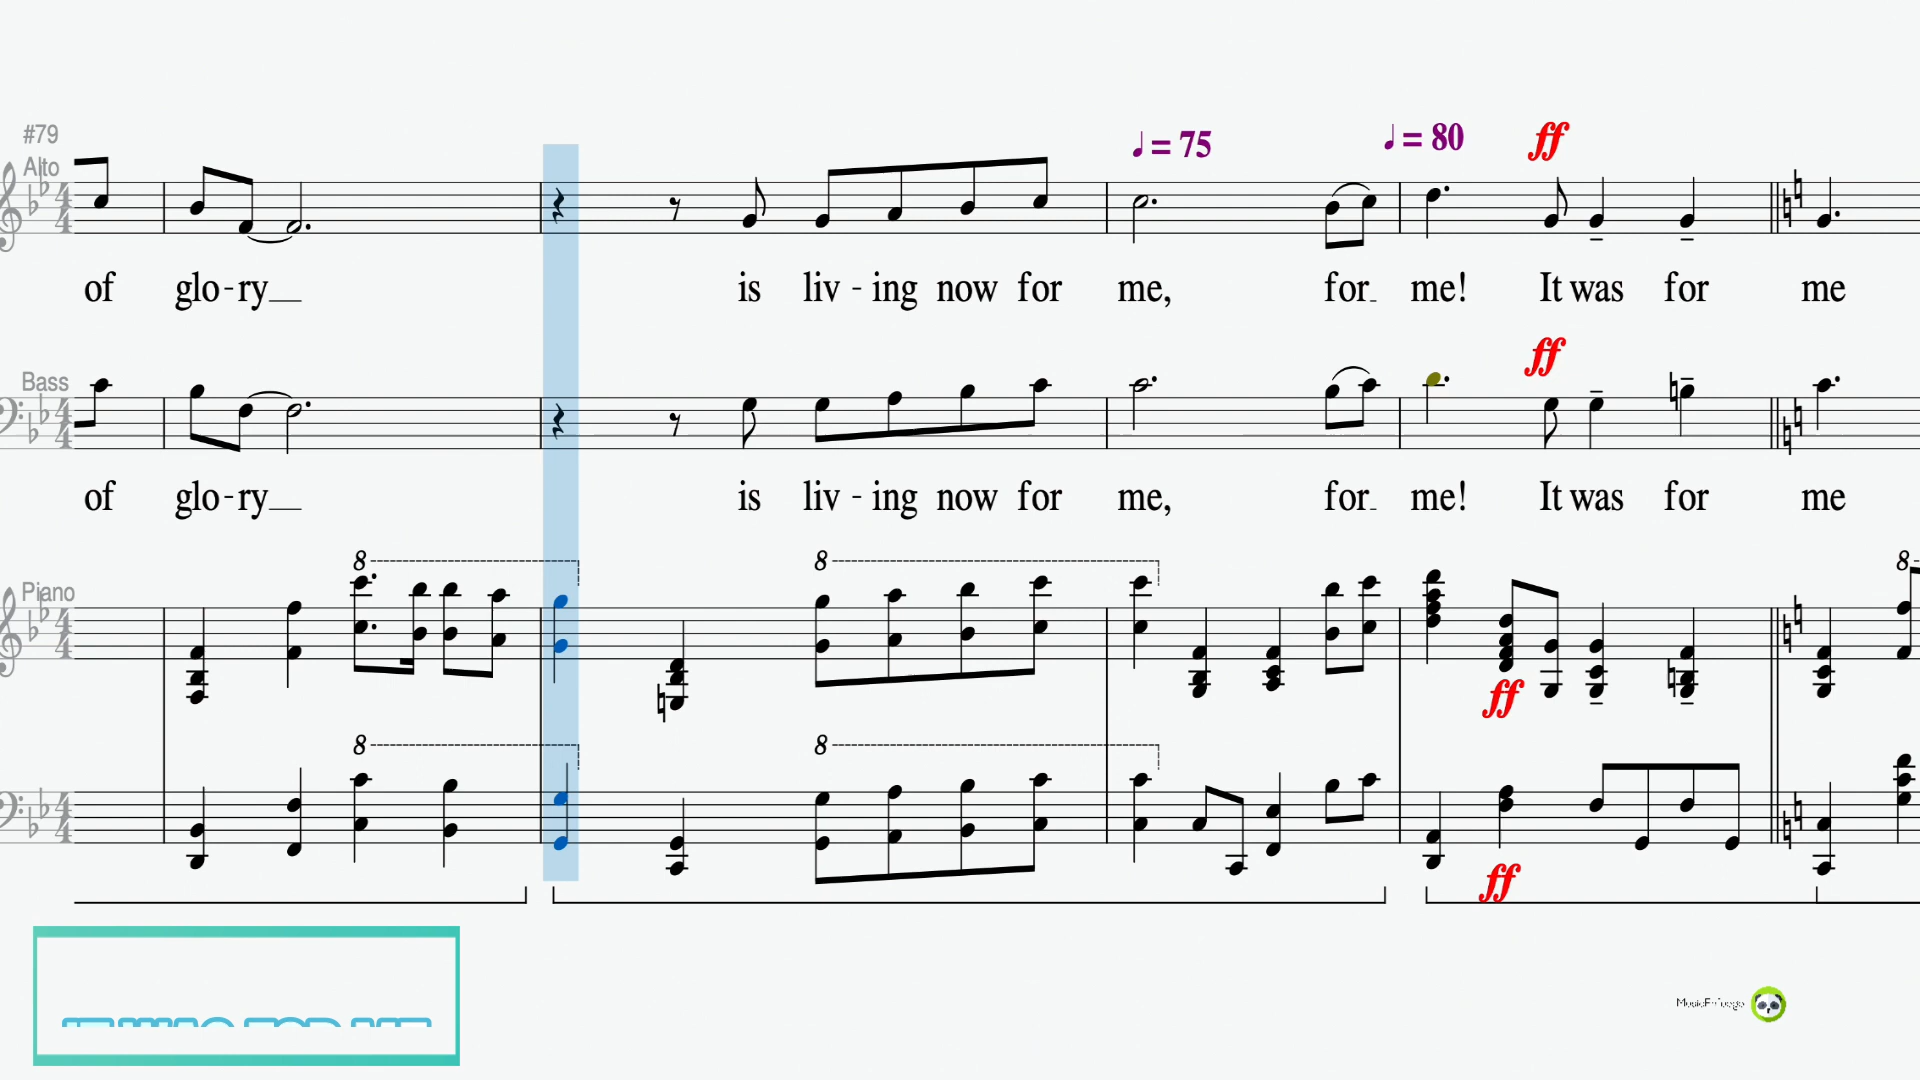 #79
♩ = 75
♩ = 80
ff
Alto
of glo-ry__ is liv - ing now for me, for_ me! It was for me
ff
Bass
of glo-ry__ is liv - ing now for me, for_ me! It was for me
8
8
8
Piano
ff
8
8
ff